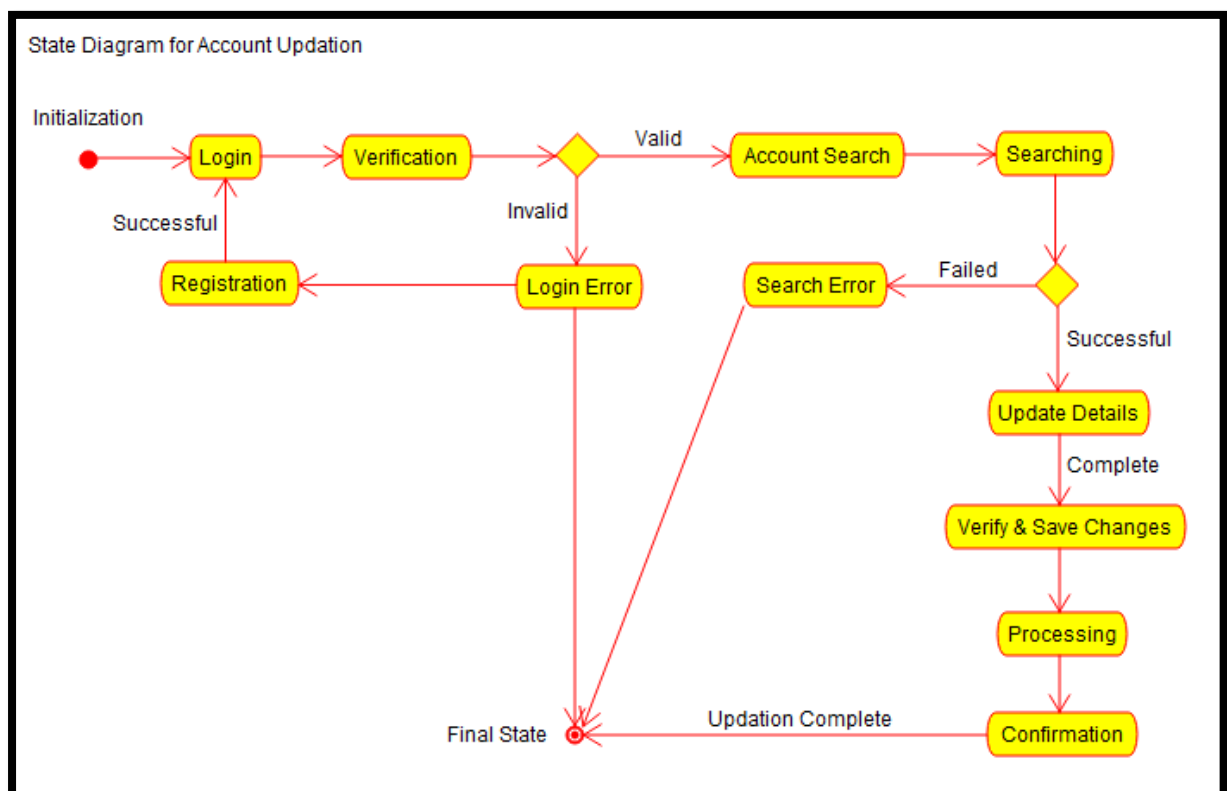 State Diagram for Account Updation
Initialization
Login
Verification
Valid
Account Search
Searching
Successful
Invalid
Registration
Login Error
Search Error
Failed
Successful
Update Details
Complete
Verify & Save Changes
Processing
Final State
Updation Complete
Confirmation